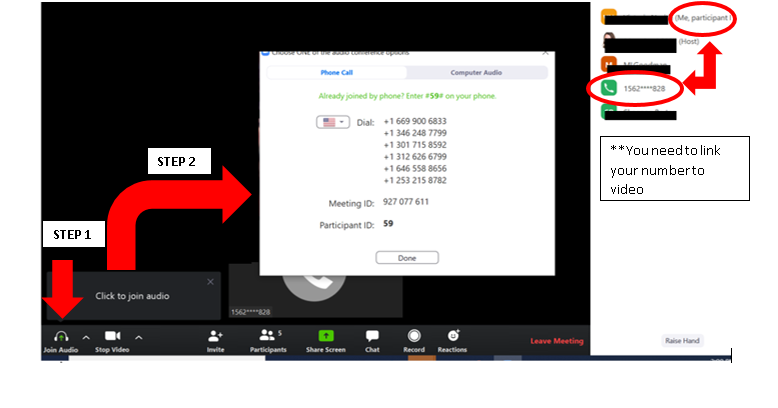 Choose ONE of the audio conference options
Phone Call
Computer Audio
Already joined by phone? Enter #59# on your phone.
Dial:
+1 669 900 6833
+1 346 248 7799
+1 301 715 8592
+1 312 626 6799
+1 646 558 8656
+1 253 215 8782
Meeting ID: 927 077 611
Participant ID: 59
Done
STEP 2
STEP 1
Click to join audio
1562****828
Join Audio
Stop Video
Invite
5
Participants
Share Screen
Chat
Record
Reactions
Leave Meeting
(Me, participant I
(Host)
1562****828
**You need to link
your number to
video
Raise Hand